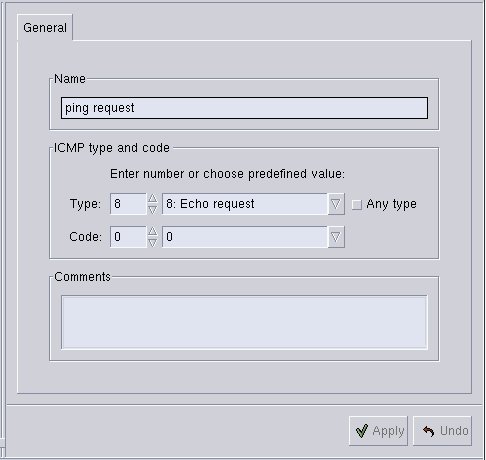 General
Name
ping request
ICMP type and code
Enter number or choose predefined value:
Type: 8 8: Echo request Any type
Code: 0 0
Comments
Apply Undo